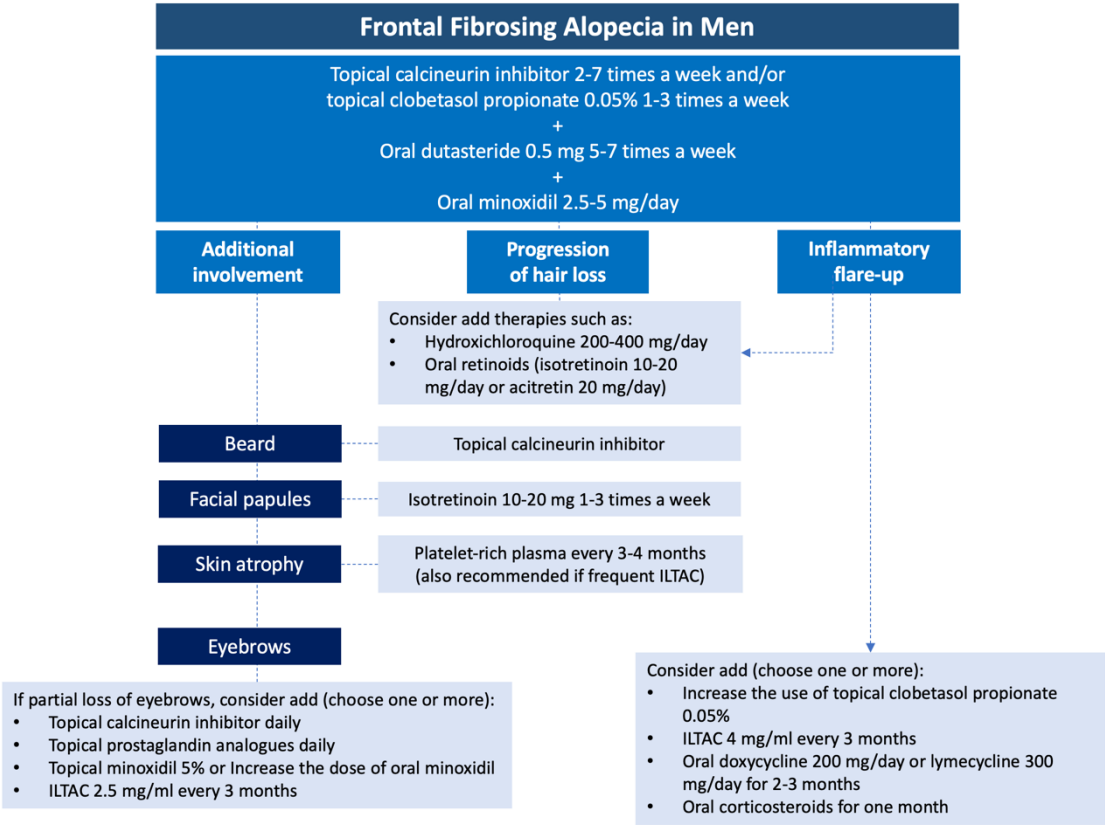 Frontal Fibrosing Alopecia in Men
Topical calcineurin inhibitor 2-7 times a week and/or
topical clobetasol propionate 0.05% 1-3 times a week
+
Oral dutasteride 0.5 mg 5-7 times a week
+
Oral minoxidil 2.5-5 mg/day
Additional
involvement
Progression
of hair loss
Inflammatory
flare-up
Consider add therapies such as:
• Hydroxichloroquine 200-400 mg/day
• Oral retinoids (isotretinoin 10-20
mg/day or acitretin 20 mg/day)
Beard
Topical calcineurin inhibitor
Facial papules
Isotretinoin 10-20 mg 1-3 times a week
Skin atrophy
Platelet-rich plasma every 3-4 months
(also recommended if frequent ILTAC)
Eyebrows
If partial loss of eyebrows, consider add (choose one or more):
• Topical calcineurin inhibitor daily
• Topical prostaglandin analogues daily
• Topical minoxidil 5% or Increase the dose of oral minoxidil
• ILTAC 2.5 mg/ml every 3 months
Consider add (choose one or more):
• Increase the use of topical clobetasol propionate
0.05%
• ILTAC 4 mg/ml every 3 months
• Oral doxycycline 200 mg/day or lymecycline 300
mg/day for 2-3 months
• Oral corticosteroids for one month